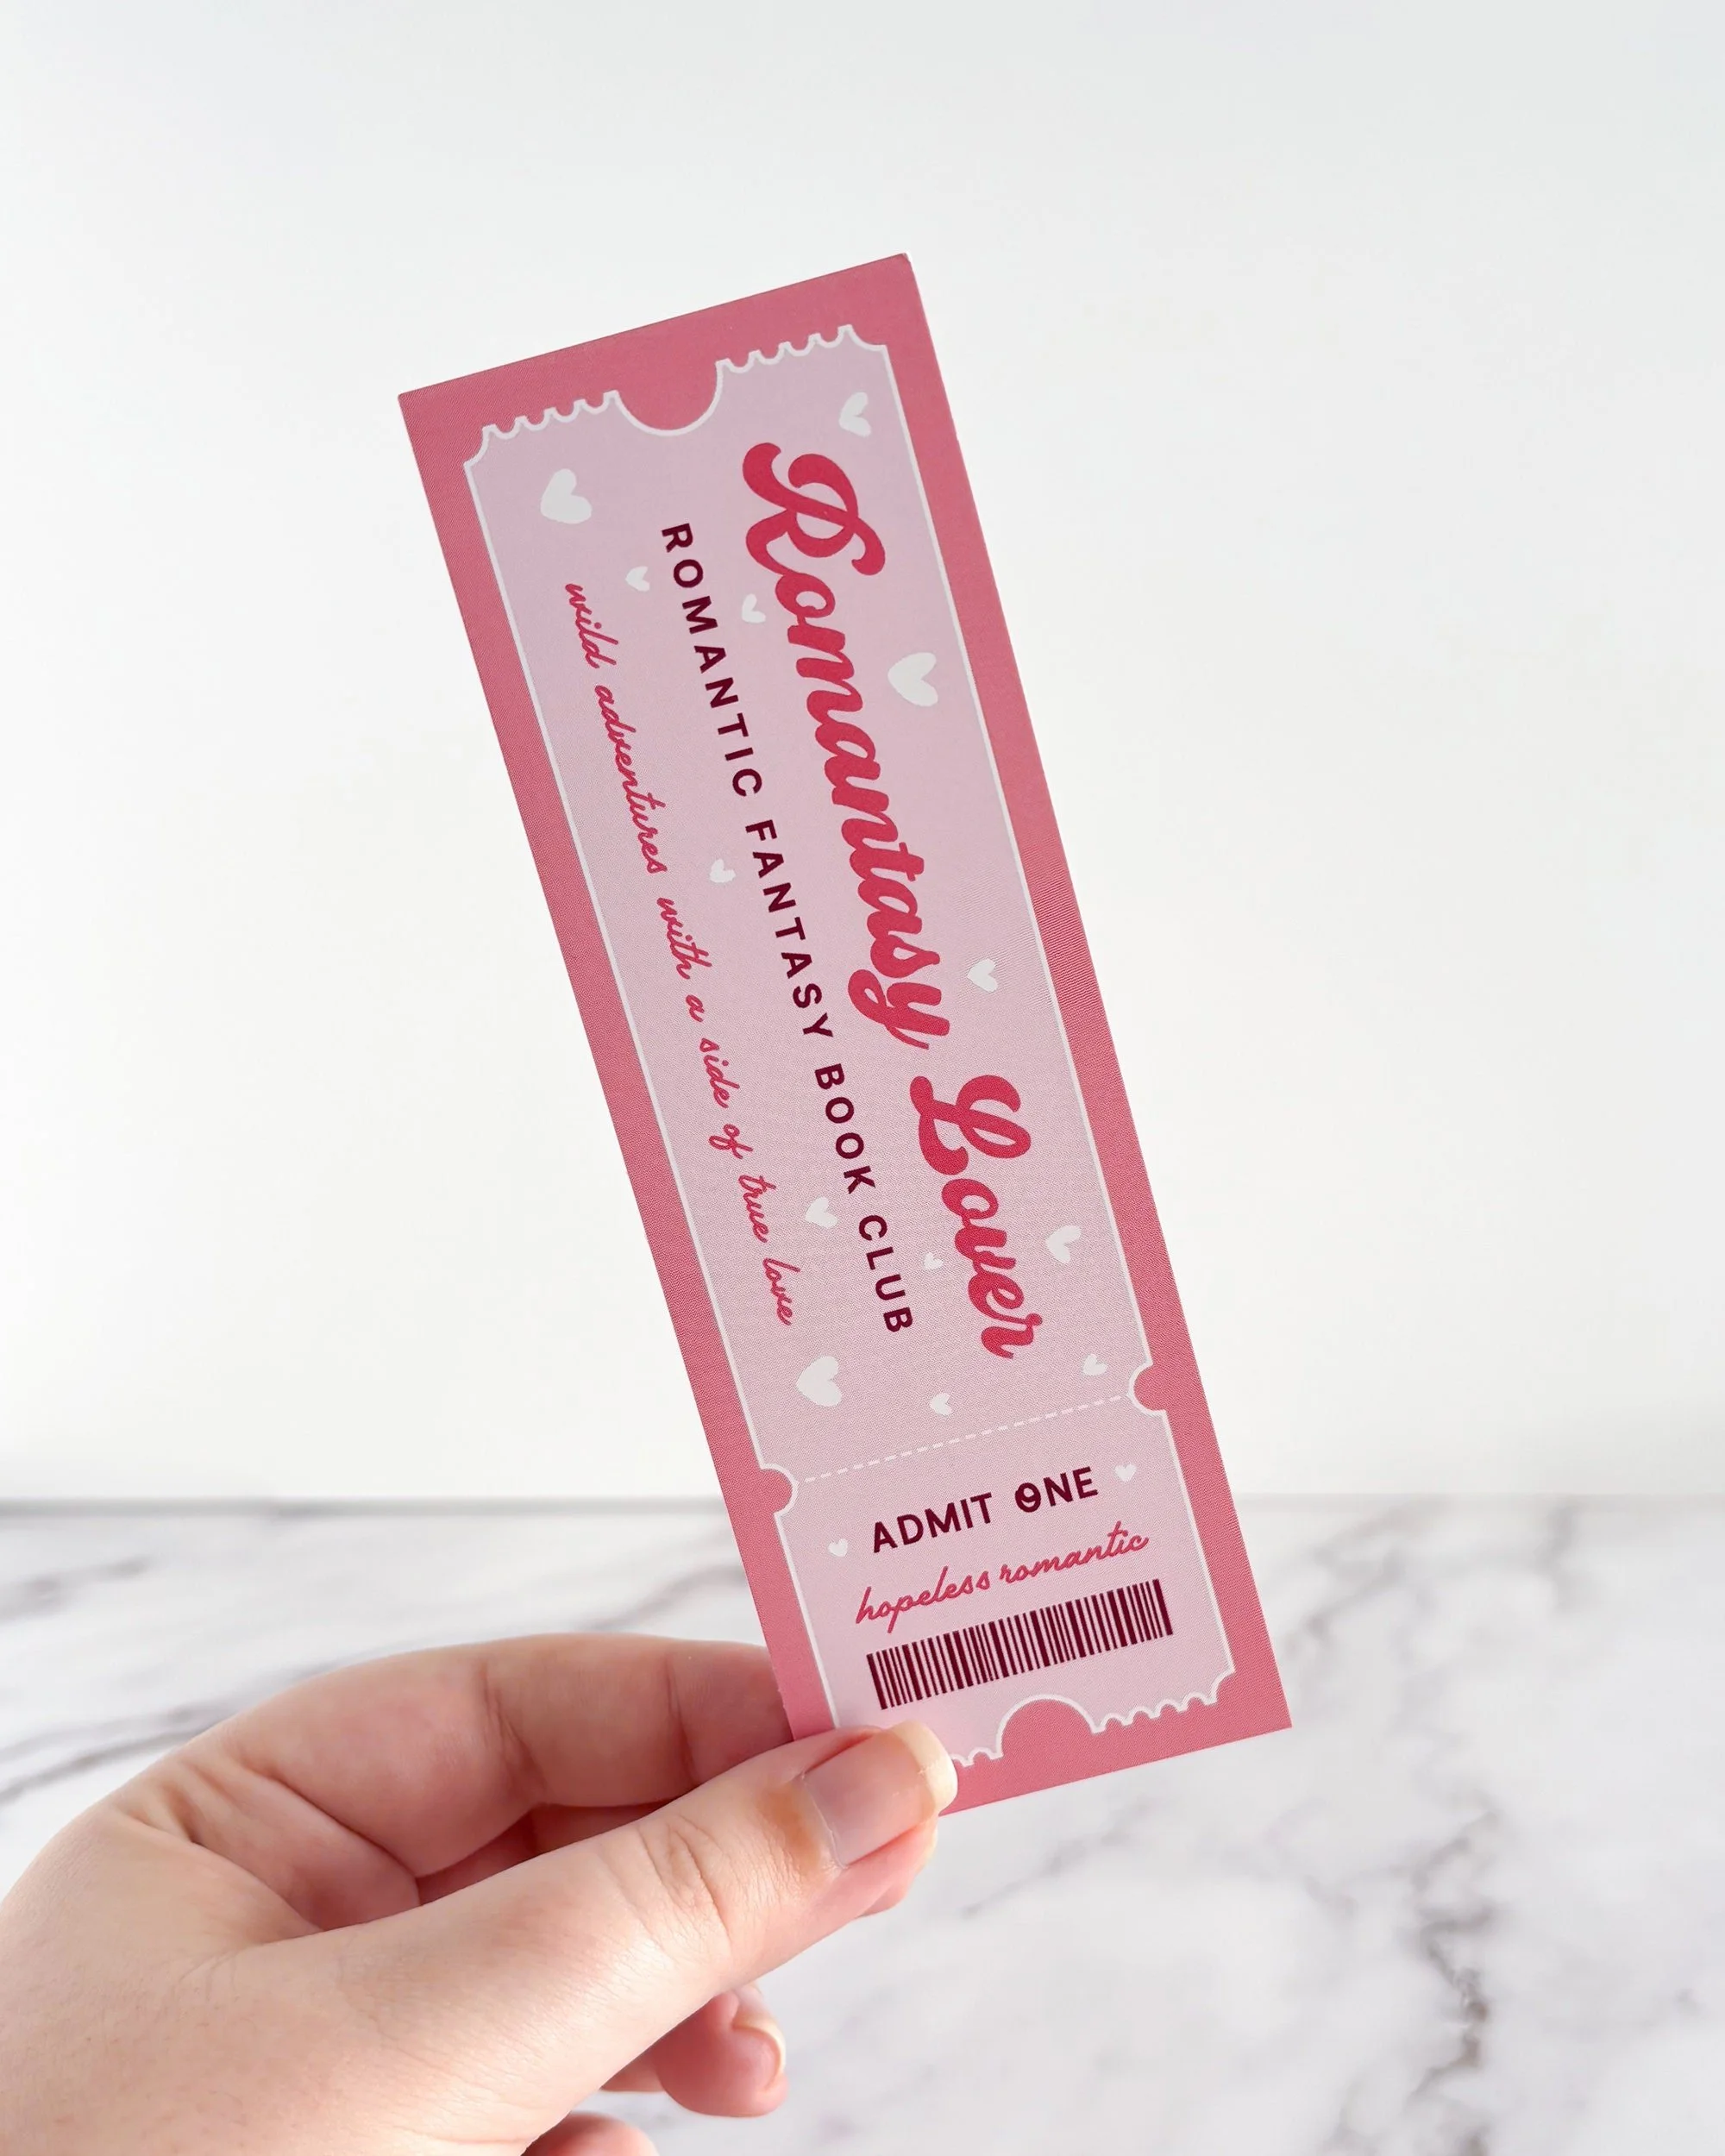 Romantasy Lover
ROMANTIC FANTASY BOOK CLUB
wild adventures with a side of true love
ADMIT ONE
hopeless romantic